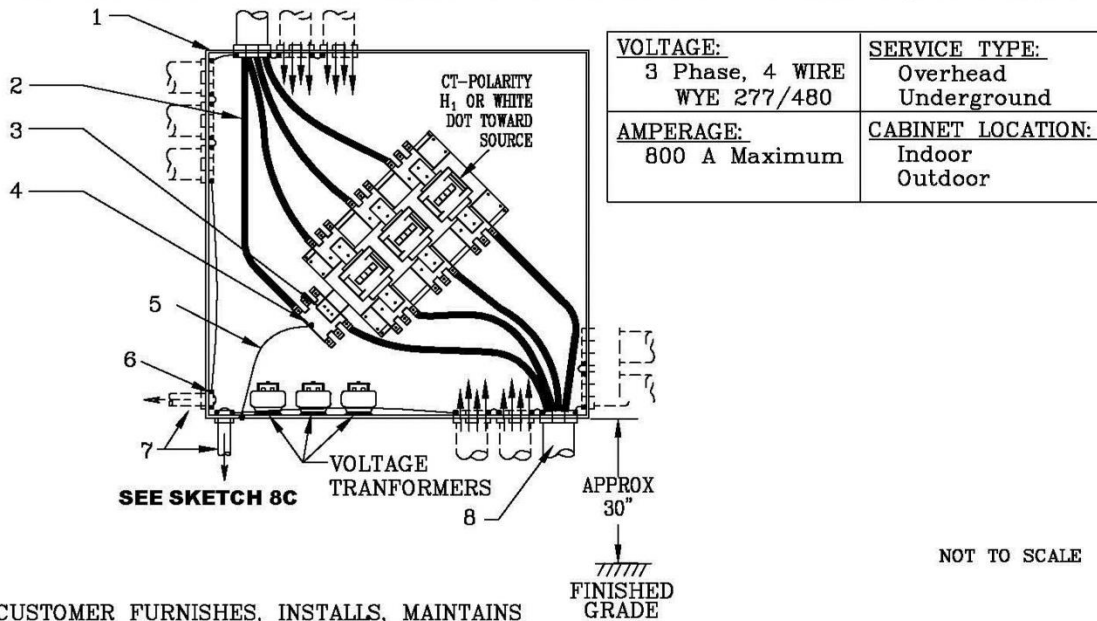 1
2
3
4
5
6
7
8
CT-POLARITY
H₁ OR WHITE
DOT TOWARD
SOURCE
VOLTAGE:
3 Phase, 4 WIRE
WYE 277/480
SERVICE TYPE:
Overhead
Underground
AMPERAGE:
800 A Maximum
CABINET LOCATION:
Indoor
Outdoor
VOLTAGE
TRANFORMERS
SEE SKETCH 8C
APPROX
30"
FINISHED
GRADE
NOT TO SCALE
CUSTOMER FURNISHES, INSTALLS, MAINTAINS